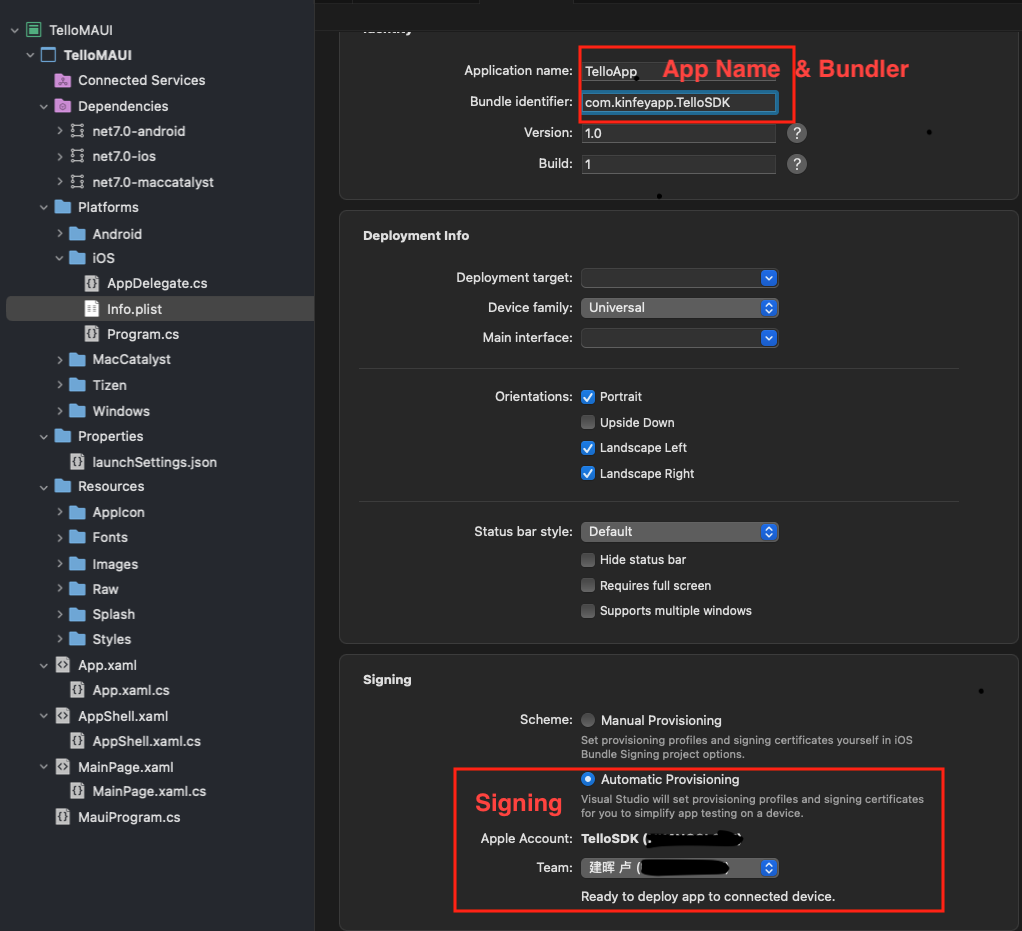 TelloMAUI
TelloMAUI
Connected Services
Dependencies
net7.0-android
net7.0-ios
net7.0-maccatalyst
Platforms
Android
iOS
AppDelegate.cs
Info.plist
Program.cs
MacCatalyst
Tizen
Windows
Properties
launchSettings.json
Resources
AppIcon
Fonts
Images
Raw
Splash
Styles
App.xaml
App.xaml.cs
AppShell.xaml
AppShell.xaml.cs
MainPage.xaml
MainPage.xaml.cs
MauiProgram.cs
Identity
Application name: TelloApp
App Name & Bundler
Bundle identifier: com.kinfeyapp.TelloSDK
Version: 1.0 ?
Build: 1 ?
Deployment Info
Deployment target:
Device family: Universal
Main interface:
Orientations: Portrait
Upside Down
Landscape Left
Landscape Right
Status bar style: Default
Hide status bar
Requires full screen
Supports multiple windows
Signing
Scheme: Manual Provisioning
Set provisioning profiles and signing certificates yourself in iOS
Bundle Signing project options.
Automatic Provisioning
Signing
Visual Studio will set provisioning profiles and signing certificates
for you to simplify app testing on a device.
Apple Account: TelloSDK (
Team: 建晖 卢 (
Ready to deploy app to connected device.